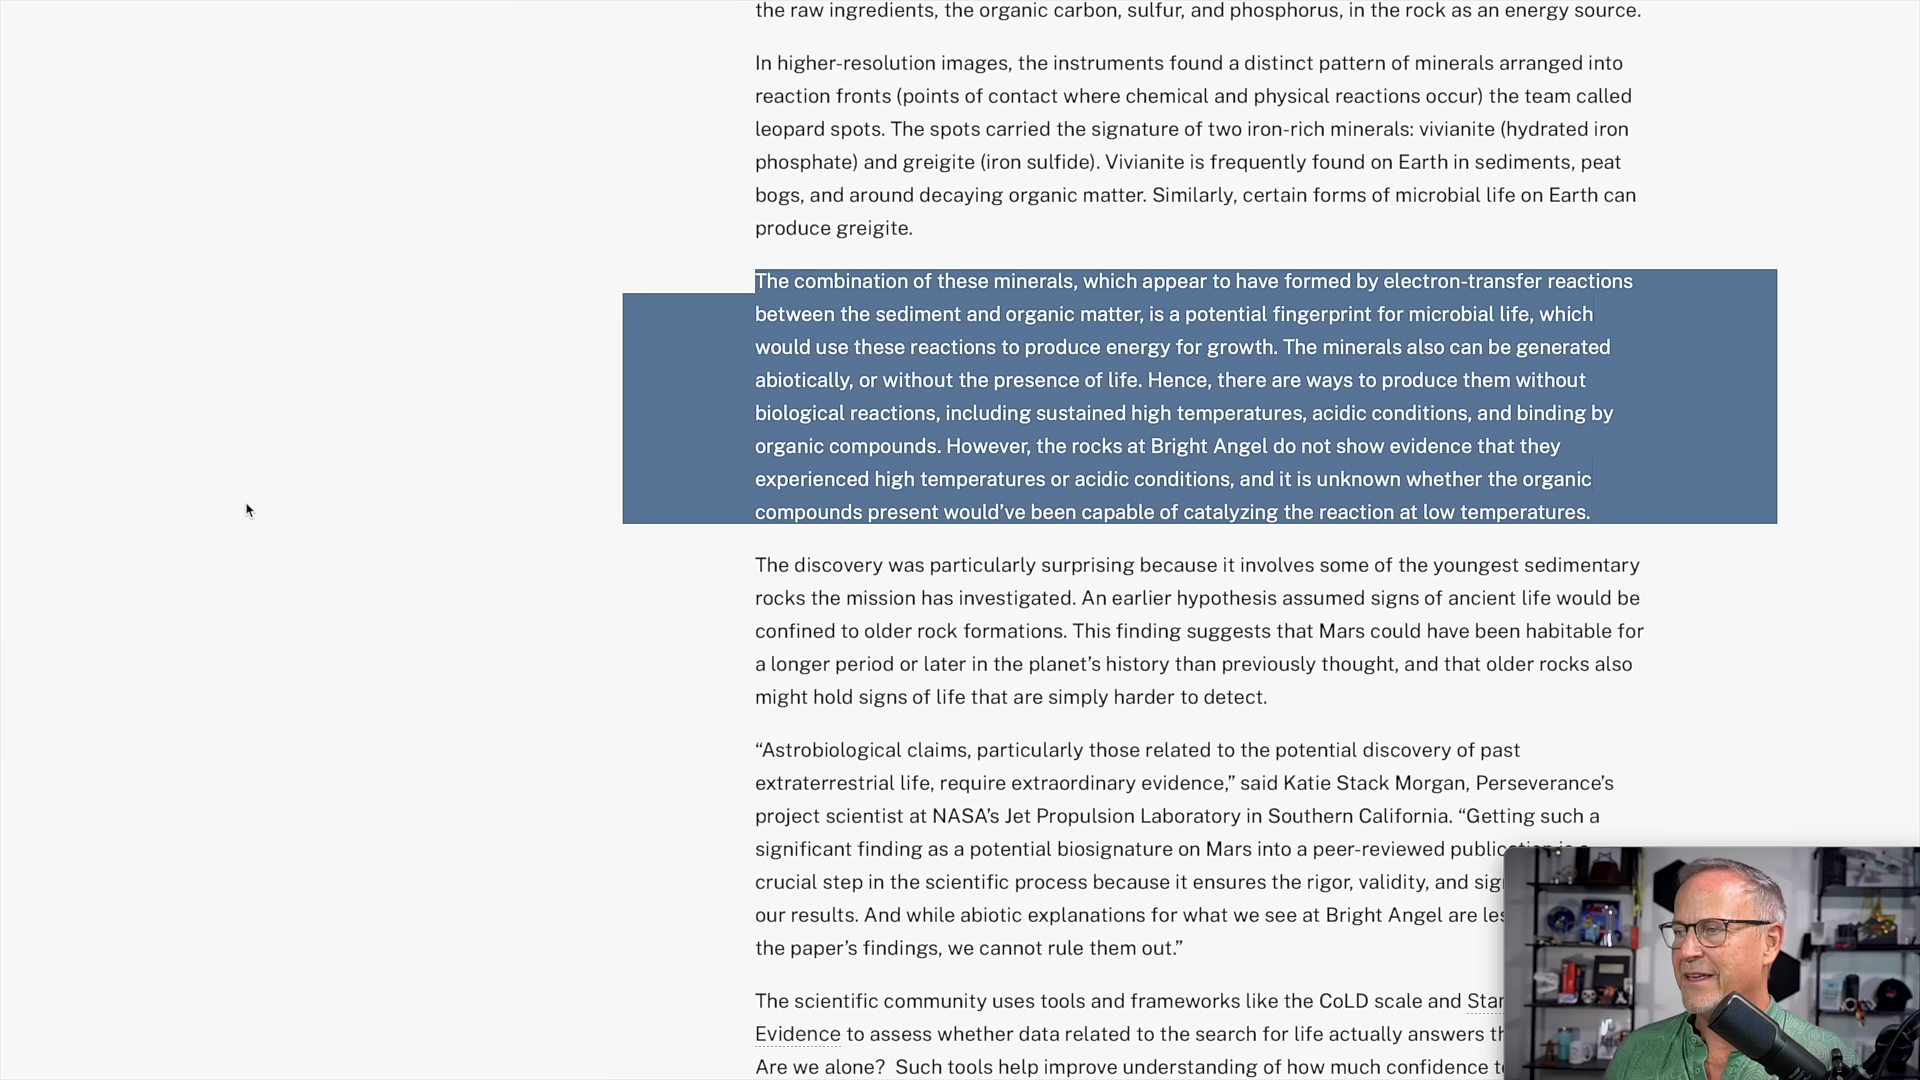 the raw ingredients, the organic carbon, sulfur, and phosphorus, in the rock as an energy source.
In higher-resolution images, the instruments found a distinct pattern of minerals arranged into
reaction fronts (points of contact where chemical and physical reactions occur) the team called
leopard spots. The spots carried the signature of two iron-rich minerals: vivianite (hydrated iron
phosphate) and greigite (iron sulfide). Vivianite is frequently found on Earth in sediments, peat
bogs, and around decaying organic matter. Similarly, certain forms of microbial life on Earth can
produce greigite.
The combination of these minerals, which appear to have formed by electron-transfer reactions
between the sediment and organic matter, is a potential fingerprint for microbial life, which
would use these reactions to produce energy for growth. The minerals also can be generated
abiotically, or without the presence of life. Hence, there are ways to produce them without
biological reactions, including sustained high temperatures, acidic conditions, and binding by
organic compounds. However, the rocks at Bright Angel do not show evidence that they
experienced high temperatures or acidic conditions, and it is unknown whether the organic
compounds present would’ve been capable of catalyzing the reaction at low temperatures.
The discovery was particularly surprising because it involves some of the youngest sedimentary
rocks the mission has investigated. An earlier hypothesis assumed signs of ancient life would be
confined to older rock formations. This finding suggests that Mars could have been habitable for
a longer period or later in the planet’s history than previously thought, and that older rocks also
might hold signs of life that are simply harder to detect.
“Astrobiological claims, particularly those related to the potential discovery of past
extraterrestrial life, require extraordinary evidence,” said Katie Stack Morgan, Perseverance’s
project scientist at NASA’s Jet Propulsion Laboratory in Southern California. “Getting such a
significant finding as a potential biosignature on Mars into a peer-reviewed
crucial step in the scientific process because it ensures the rigor, validity, and
our results. And while abiotic explanations for what we see at Bright Angel are
the paper’s findings, we cannot rule them out.”
The scientific community uses tools and frameworks like the CoLD scale and
Evidence to assess whether data related to the search for life actually answers
Are we alone? Such tools help improve understanding of how much confidence